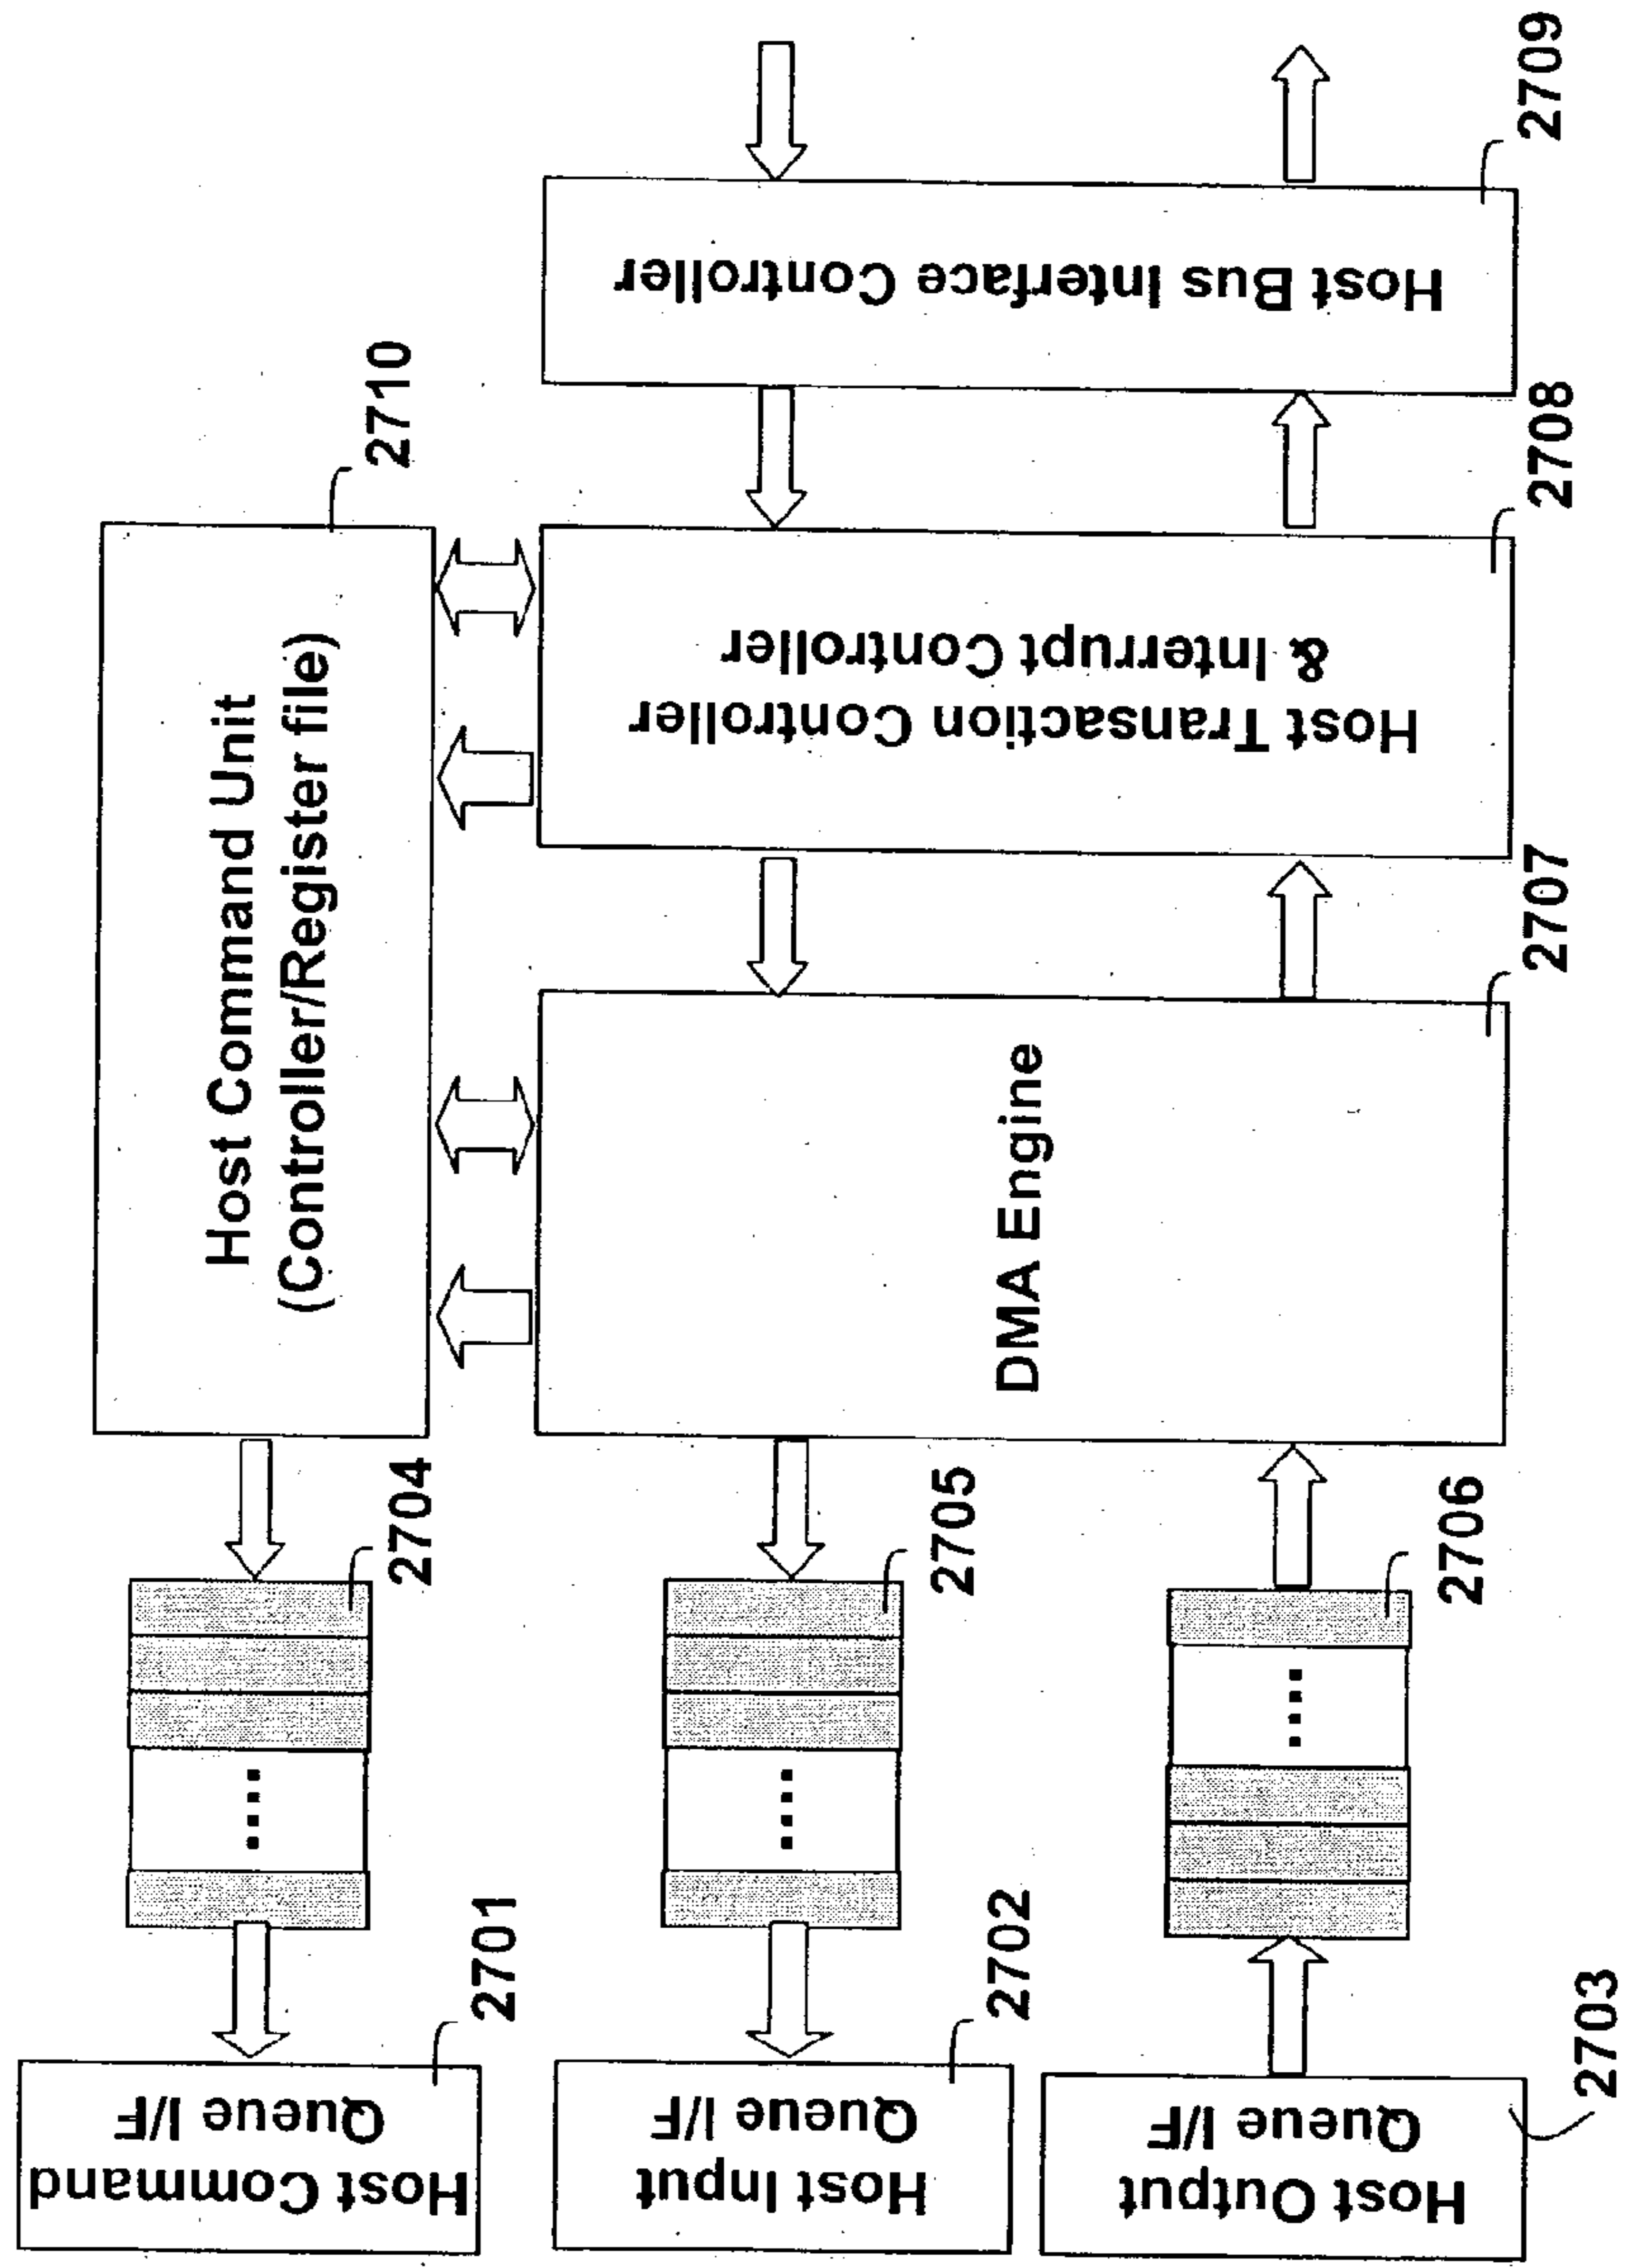 Host Command
Queue I/F
2701
2704
Host Command Unit
(Controller/Register file)
2710
Host Input
Queue I/F
2702
2705
DMA Engine
2707
Host Transaction Controller
& Interrupt Controller
2708
Host Bus Interface Controller
2709
Host Output
Queue I/F
2703
2706